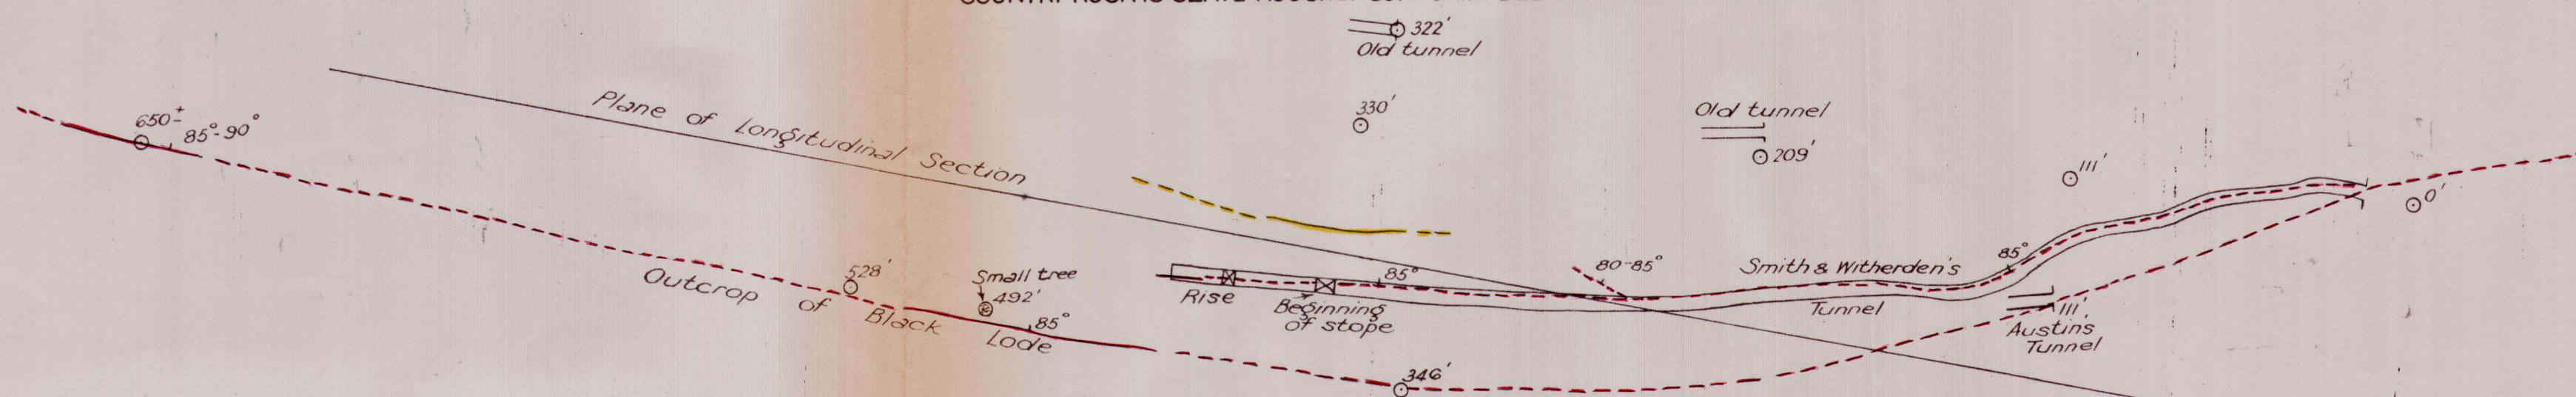 322'
Old tunnel
330'
Old tunnel
209'
111'
0'
650±
85°-90°
Plane of Longitudinal Section
Outcrop of Black Lode
528'
Small tree
492'
85°
Rise
Beginning
of stope
85°
80-85°
Smith & Witherden's
Tunnel
85°
111'
Austins
Tunnel
346'